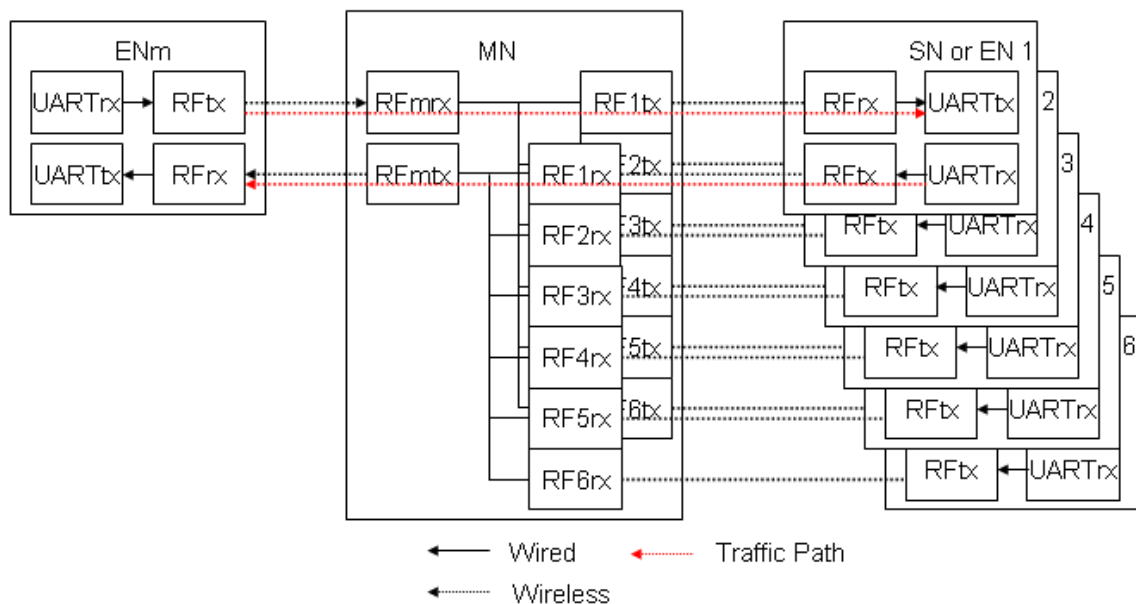 ENm
UARTrx
RFtx
UARTtx
RFrx
MN
RFmrx
RFmtx
RF1tx
F2tx
F3tx
F4tx
F5tx
F6tx
RF1rx
RF2rx
RF3rx
RF4rx
RF5rx
RF6rx
SN or EN 1
RFrx
UARTtx
RFtx
UARTrx
2
RFtx
UARTrx
3
RFtx
UARTrx
4
RFtx
UARTrx
5
RFtx
UARTrx
6
RFtx
UARTrx
Wired
Traffic Path
Wireless